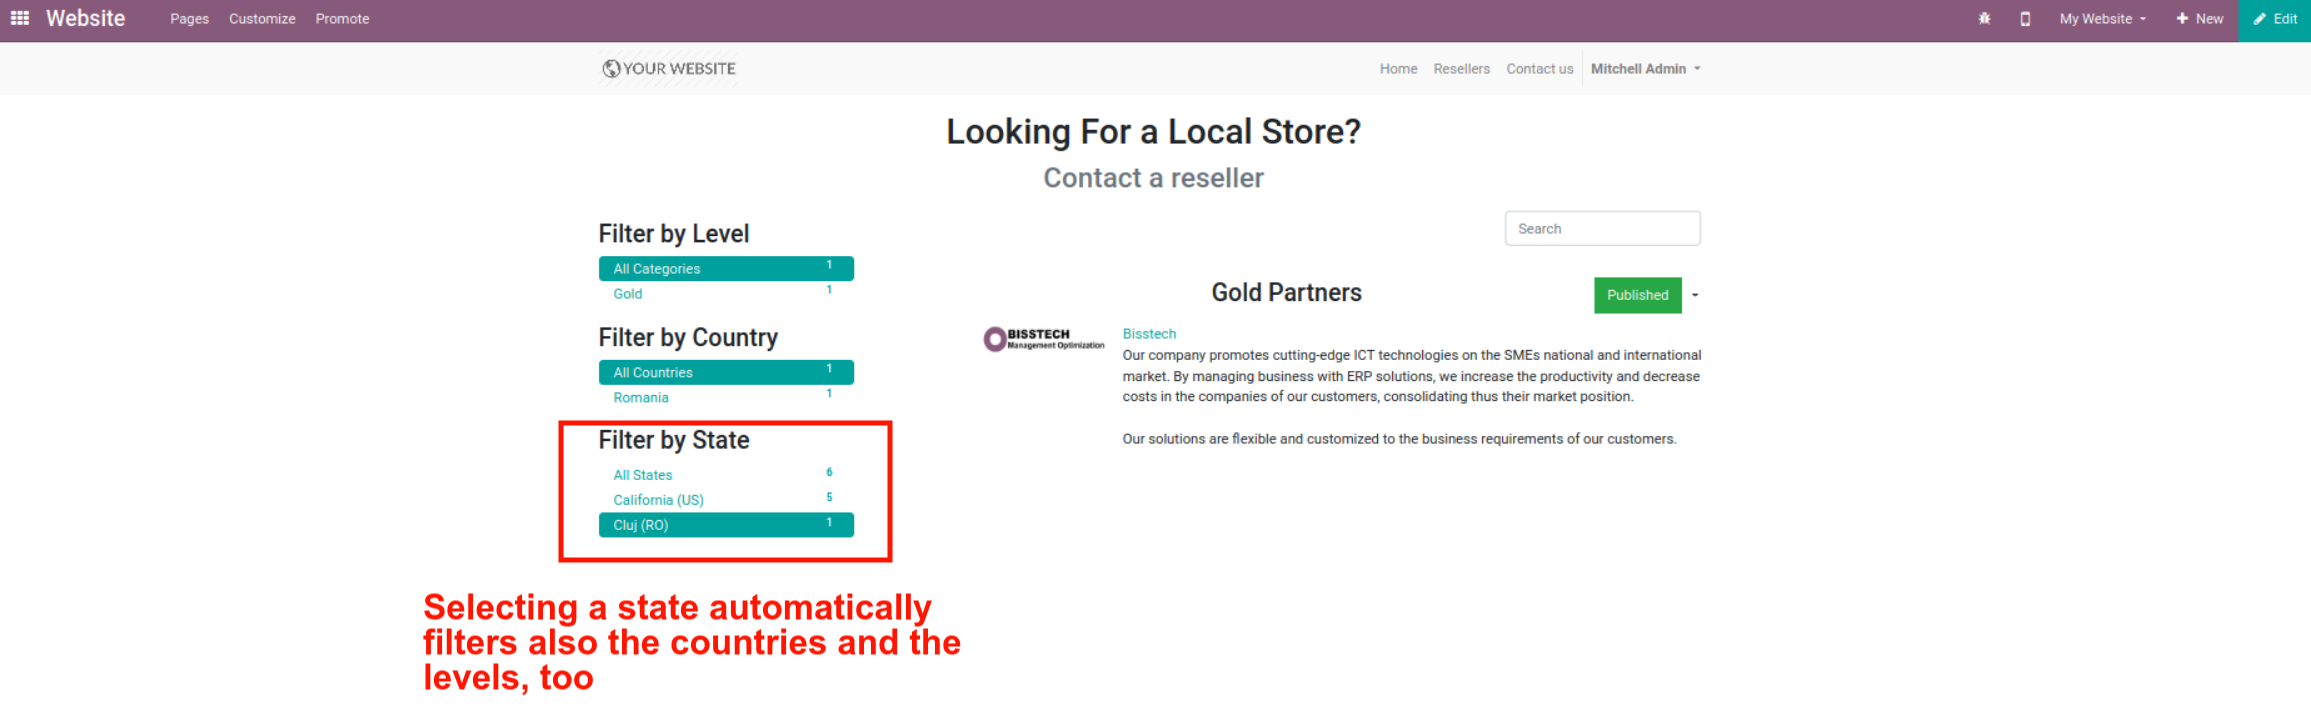 Website Pages Customize Promote My Website New Edit
YOUR WEBSITE Home Resellers Contact us Mitchell Admin
Looking For a Local Store?
Contact a reseller
Search
Filter by Level
All Categories 1
Gold 1
Filter by Country
All Countries 1
Romania 1
Filter by State
All States 6
California (US) 5
Cluj (RO) 1
Gold Partners Published
BISSTECH
Management Optimization
Bisstech
Our company promotes cutting-edge ICT technologies on the SMEs national and international
market. By managing business with ERP solutions, we increase the productivity and decrease
costs in the companies of our customers, consolidating thus their market position.
Our solutions are flexible and customized to the business requirements of our customers.
Selecting a state automatically
filters also the countries and the
levels, too